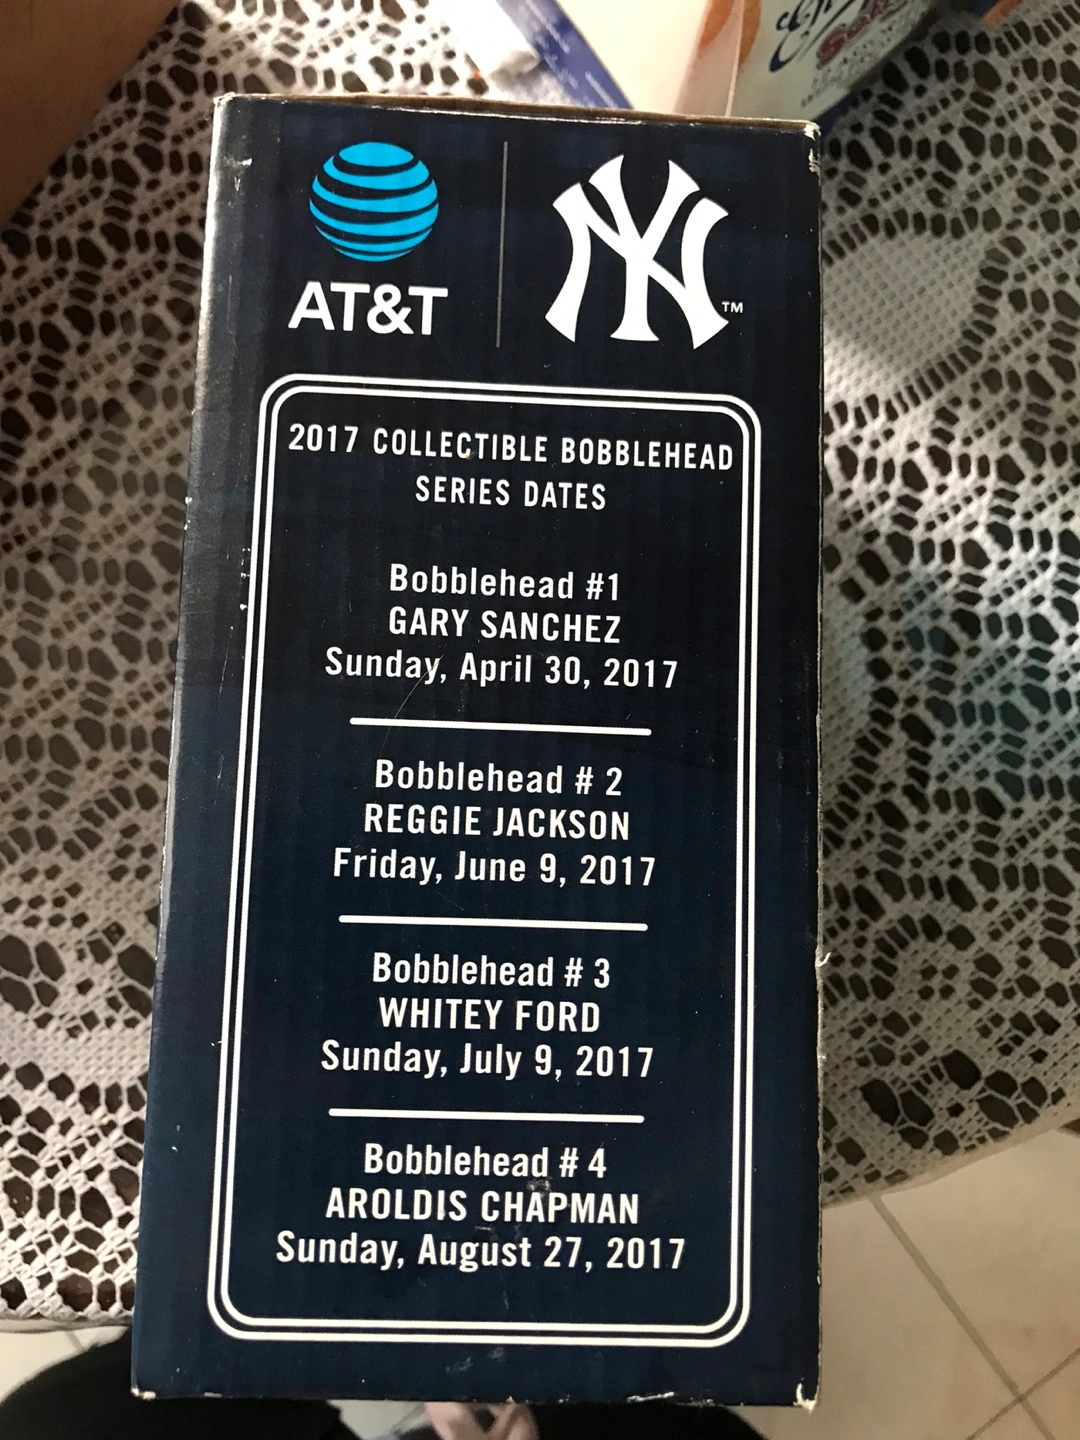 AT&T
NY™
2017 COLLECTIBLE BOBBLEHEAD
SERIES DATES
Bobblehead #1
GARY SANCHEZ
Sunday, April 30, 2017
Bobblehead # 2
REGGIE JACKSON
Friday, June 9, 2017
Bobblehead # 3
WHITEY FORD
Sunday, July 9, 2017
Bobblehead # 4
AROLDIS CHAPMAN
Sunday, August 27, 2017